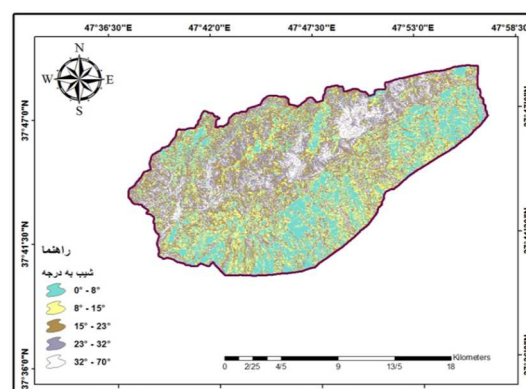 47°36'30"E 47°42'0"E 47°47'30"E 47°53'0"E 47°58'30"
N
W E
S
37°47'0"N
37°41'30"N
37°36'0"N
راهنما
شیب به درجه
0° - 8°
8° - 15°
15° - 23°
23° - 32°
32° - 70°
Kilometers
0 2/25 4/5 9 13/5 18